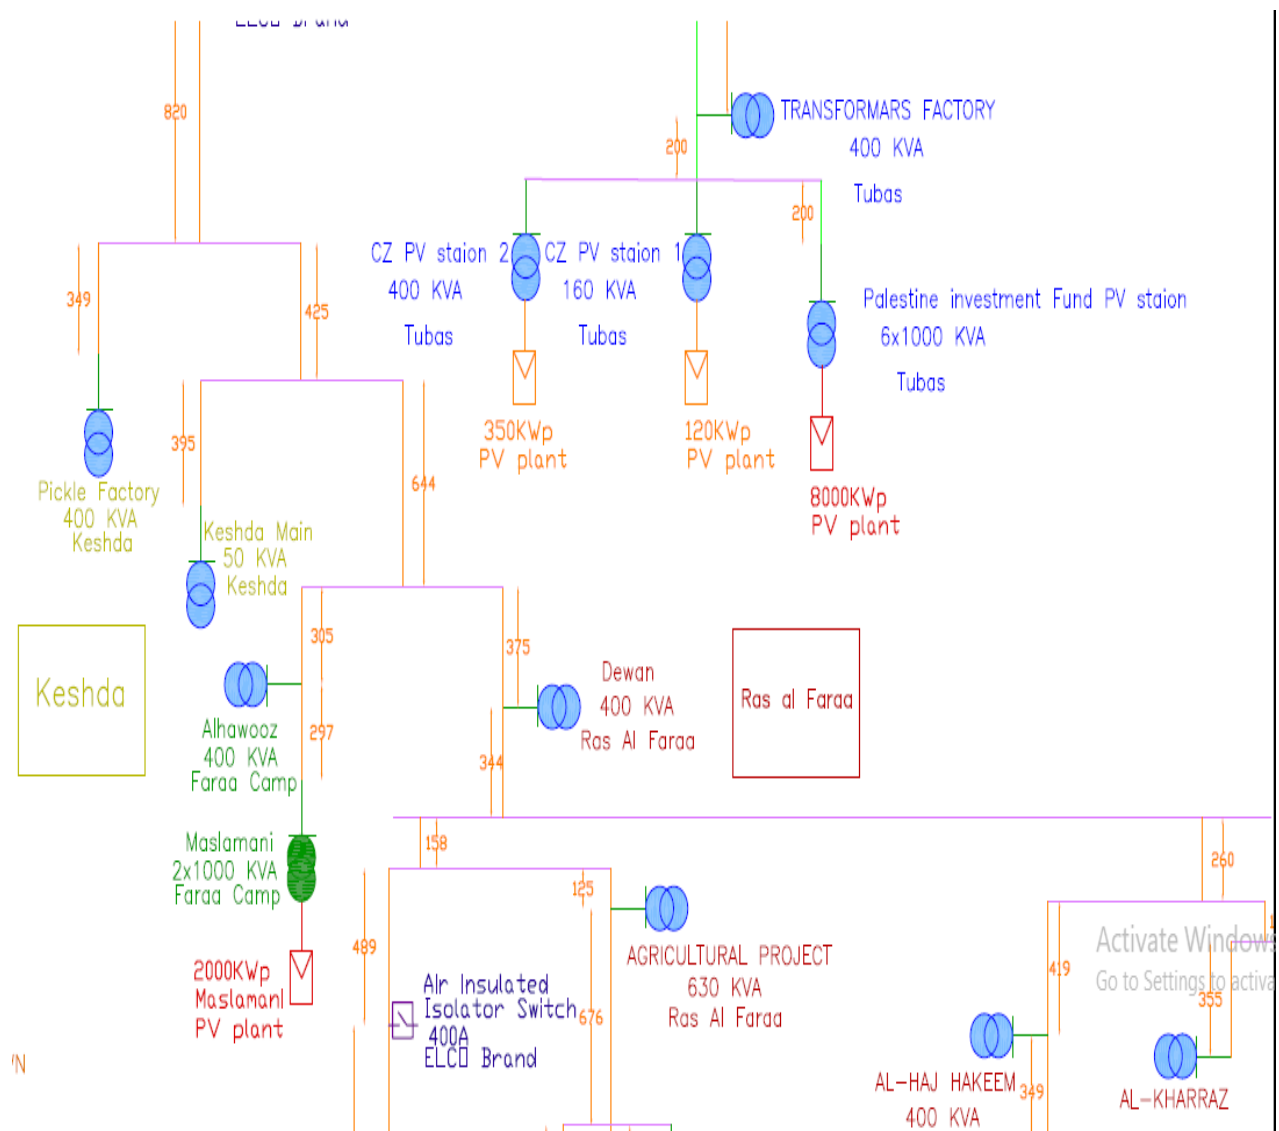 ELCO Brand
820
TRANSFORMARS FACTORY
400 KVA
Tubas
200
200
CZ PV staion 2
400 KVA
Tubas
CZ PV staion 1
160 KVA
Tubas
Palestine investment Fund PV staion
6x1000 KVA
Tubas
349
425
350KWp
PV plant
120KWp
PV plant
8000KWp
PV plant
395
644
Pickle Factory
400 KVA
Keshda
Keshda Main
50 KVA
Keshda
305
375
Keshda
Alhawooz
400 KVA
Faraa Camp
297
Dewan
400 KVA
Ras Al Faraa
344
Ras al Faraa
Maslamani
2x1000 KVA
Faraa Camp
158
125
260
489
AGRICULTURAL PROJECT
630 KVA
Ras Al Faraa
2000KWp
Maslamani
PV plant
AIr Insulated
Isolator Switch
400A
ELCO Brand
676
419
355
Activate Windows
Go to Settings to activa
AL-HAJ HAKEEM
400 KVA
349
AL-KHARRAZ